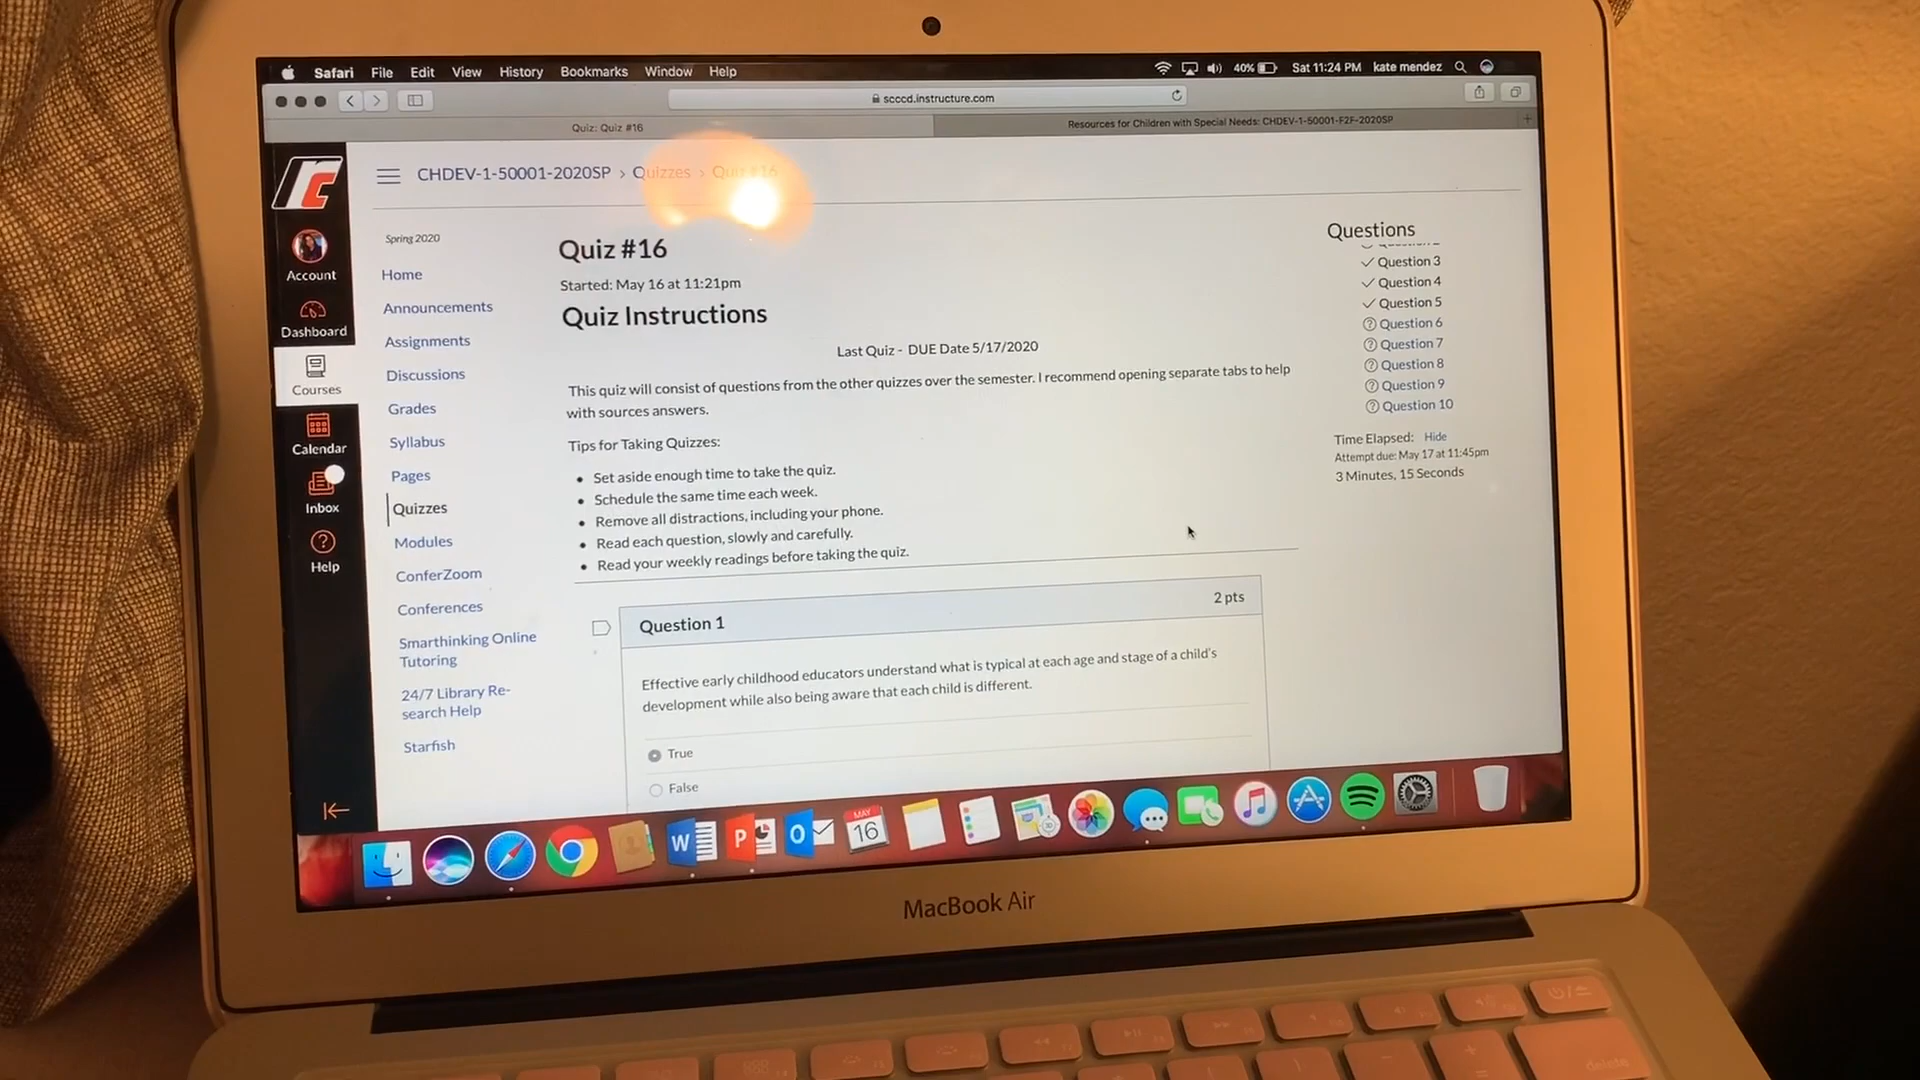 Safari File Edit View History Bookmarks Window Help
40% Sat 11:24 PM kate mendez
scccd.instructure.com
Quiz: Quiz #16
Resources for Children with Special Needs: CHDEV-1-50001-F2F-2020SP
CHDEV-1-50001-2020SP › Quizzes › Quiz #16
Account
Dashboard
Courses
Calendar
Inbox
Help
Spring 2020
Home
Announcements
Assignments
Discussions
Grades
Syllabus
Pages
Quizzes
Modules
ConferZoom
Conferences
Smarthinking Online
Tutoring
24/7 Library Re-
search Help
Starfish
Quiz #16
Started: May 16 at 11:21pm
Quiz Instructions
Last Quiz - DUE Date 5/17/2020
This quiz will consist of questions from the other quizzes over the semester. I recommend opening separate tabs to help
with sources answers.
Tips for Taking Quizzes:
• Set aside enough time to take the quiz.
• Schedule the same time each week.
• Remove all distractions, including your phone.
• Read each question, slowly and carefully.
• Read your weekly readings before taking the quiz.
Question 1
2 pts
Effective early childhood educators understand what is typical at each age and stage of a child's
development while also being aware that each child is different.
True
False
Questions
Question 3
Question 4
Question 5
Question 6
Question 7
Question 8
Question 9
Question 10
Time Elapsed: Hide
Attempt due: May 17 at 11:45pm
3 Minutes, 15 Seconds
MAY
16
MacBook Air
delete